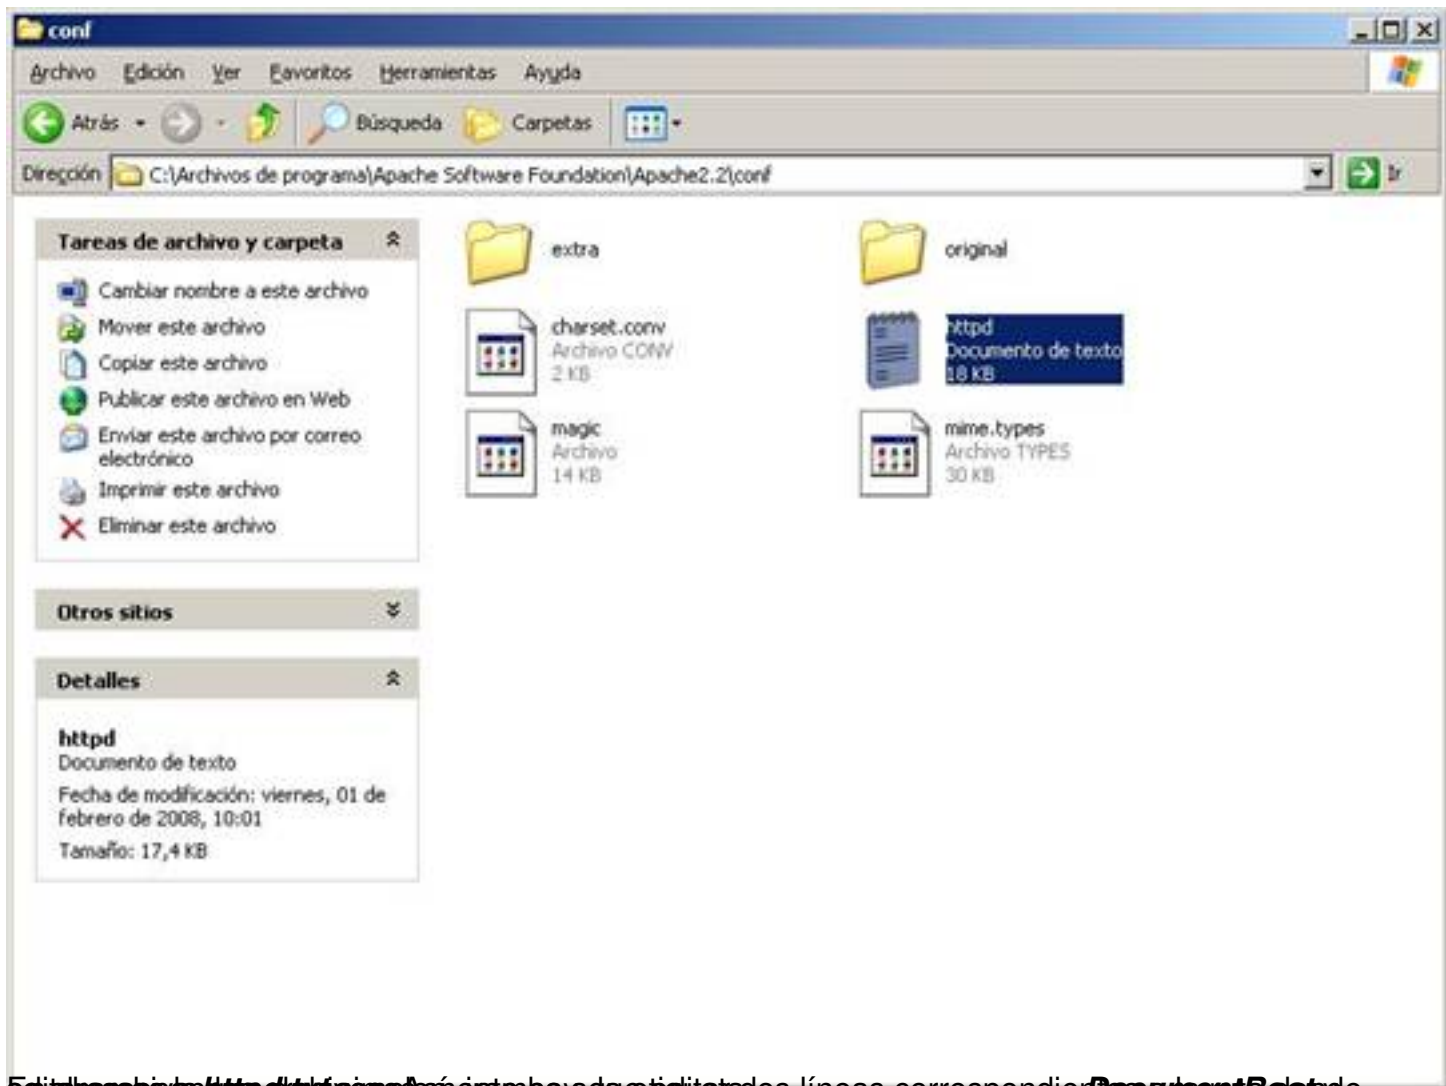 conf
Archivo Edición Ver Favoritos Herramientas Ayuda
Atrás Búsqueda Carpetas
Dirección C:\Archivos de programa\Apache Software Foundation\Apache2.2\conf Ir
Tareas de archivo y carpeta
Cambiar nombre a este archivo
Mover este archivo
Copiar este archivo
Publicar este archivo en Web
Enviar este archivo por correo
electrónico
Imprimir este archivo
Eliminar este archivo
Otros sitios
Detalles
httpd
Documento de texto
Fecha de modificación: viernes, 01 de
febrero de 2008, 10:01
Tamaño: 17,4 KB
extra
original
charset.conv
Archivo CONV
2 KB
httpd
Documento de texto
18 KB
magic
Archivo
14 KB
mime.types
Archivo TYPES
30 KB
líneas